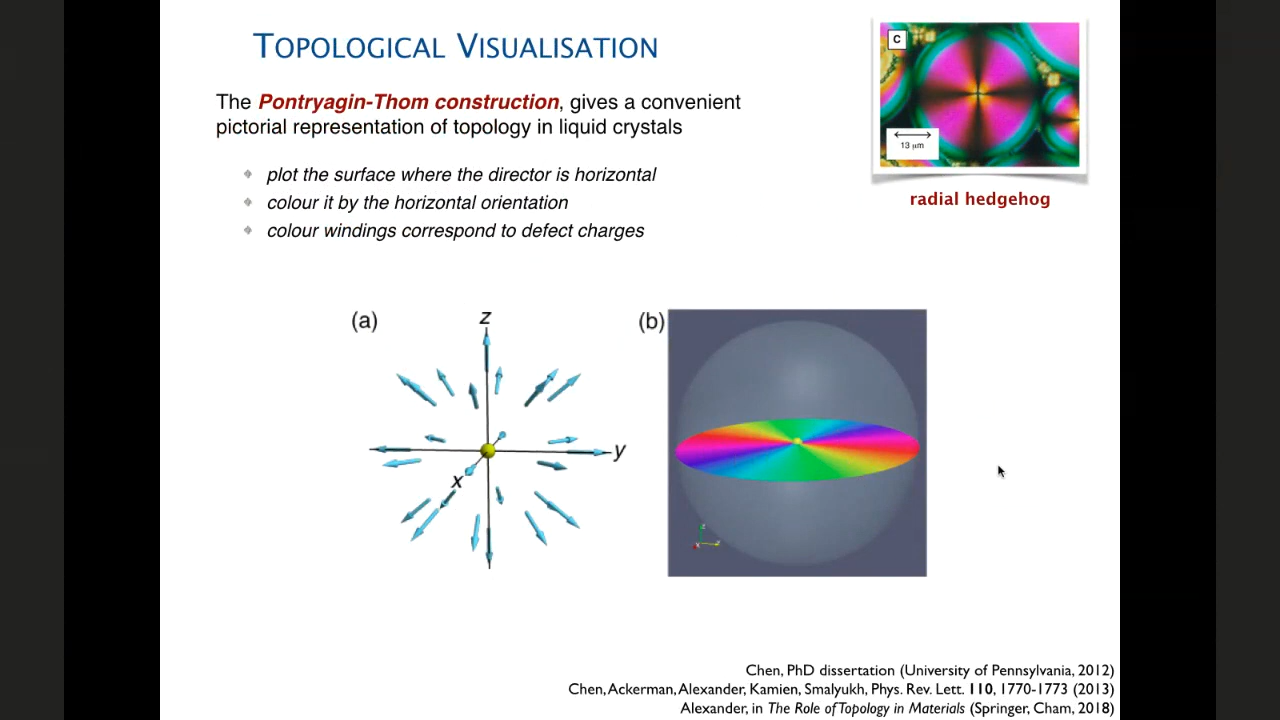 TOPOLOGICAL VISUALISATION
The Pontryagin-Thom construction, gives a convenient
pictorial representation of topology in liquid crystals
plot the surface where the director is horizontal
colour it by the horizontal orientation
colour windings correspond to defect charges
C
13 μm
radial hedgehog
(a)
z
y
x
(b)
Chen, PhD dissertation (University of Pennsylvania, 2012)
Chen, Ackerman, Alexander, Kamien, Smalyukh, Phys. Rev. Lett. 110, 1770-1773 (2013)
Alexander, in The Role of Topology in Materials (Springer, Cham, 2018)